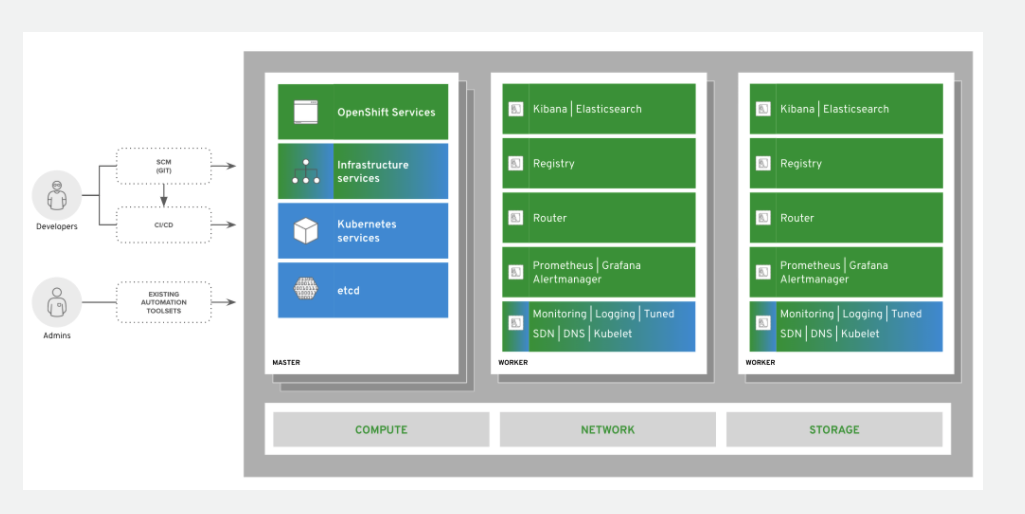 SCM
(GIT)
Developers
CI/CD
EXISTING
AUTOMATION
TOOLSETS
Admins
OpenShift Services
Infrastructure
services
Kubernetes
services
etcd
MASTER
Kibana | Elasticsearch
Registry
Router
Prometheus | Grafana
Alertmanager
Monitoring | Logging | Tuned
SDN | DNS | Kubelet
WORKER
Kibana | Elasticsearch
Registry
Router
Prometheus | Grafana
Alertmanager
Monitoring | Logging | Tuned
SDN | DNS | Kubelet
WORKER
COMPUTE
NETWORK
STORAGE